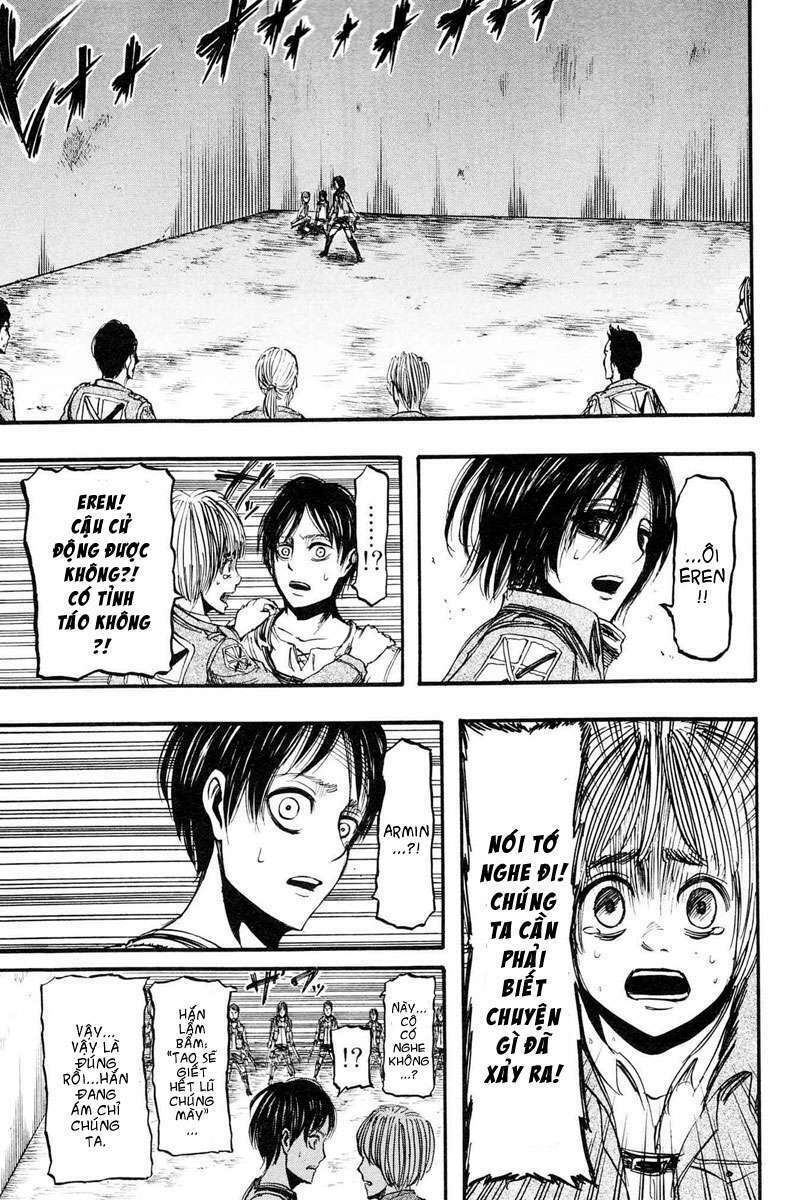 ...ÔI
EREN
!!
.......
!?
EREN!
CẬU CỬ
ĐỘNG ĐƯỢC
KHÔNG?!
CÓ TỈNH
TÁO KHÔNG
?!
NÓI TỚ
NGHE ĐI!
CHÚNG
TA CẦN
PHẢI
BIẾT
CHUYỆN
GÌ ĐÃ
XẢY RA!
ARMIN
...?!
NÀY...
CÔ
CÓ
NGHE
KHÔNG
...?
!?
HẮN
LẨM
BẨM:
"TAO SẼ
GIẾT
HẾT LŨ
CHÚNG
MÀY"
...
VẬY...
VẬY LÀ
ĐÚNG
RỒI...HẮN
ĐANG
ÁM CHỈ
CHÚNG
TA.